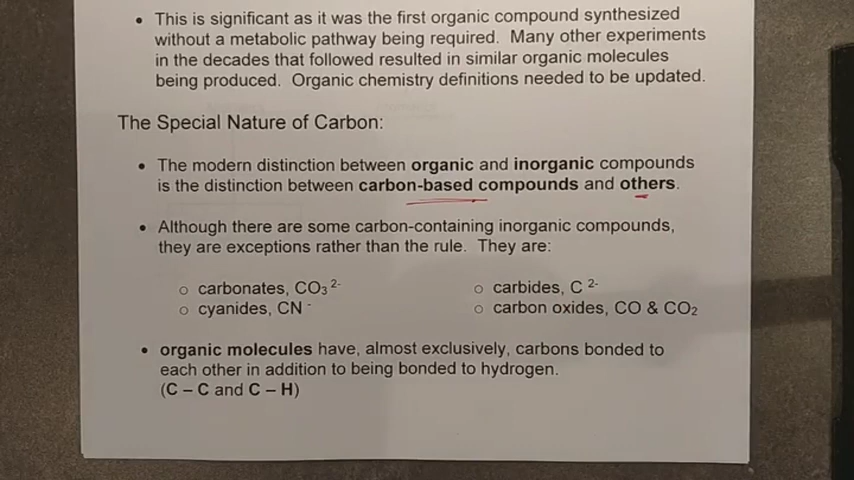 • This is significant as it was the first organic compound synthesized
without a metabolic pathway being required. Many other experiments
in the decades that followed resulted in similar organic molecules
being produced. Organic chemistry definitions needed to be updated.
The Special Nature of Carbon:
• The modern distinction between organic and inorganic compounds
is the distinction between carbon-based compounds and others.
• Although there are some carbon-containing inorganic compounds,
they are exceptions rather than the rule. They are:
○ carbonates, CO₃²⁻ ○ carbides, C ²⁻
○ cyanides, CN ⁻ ○ carbon oxides, CO & CO₂
• organic molecules have, almost exclusively, carbons bonded to
each other in addition to being bonded to hydrogen.
(C – C and C – H)